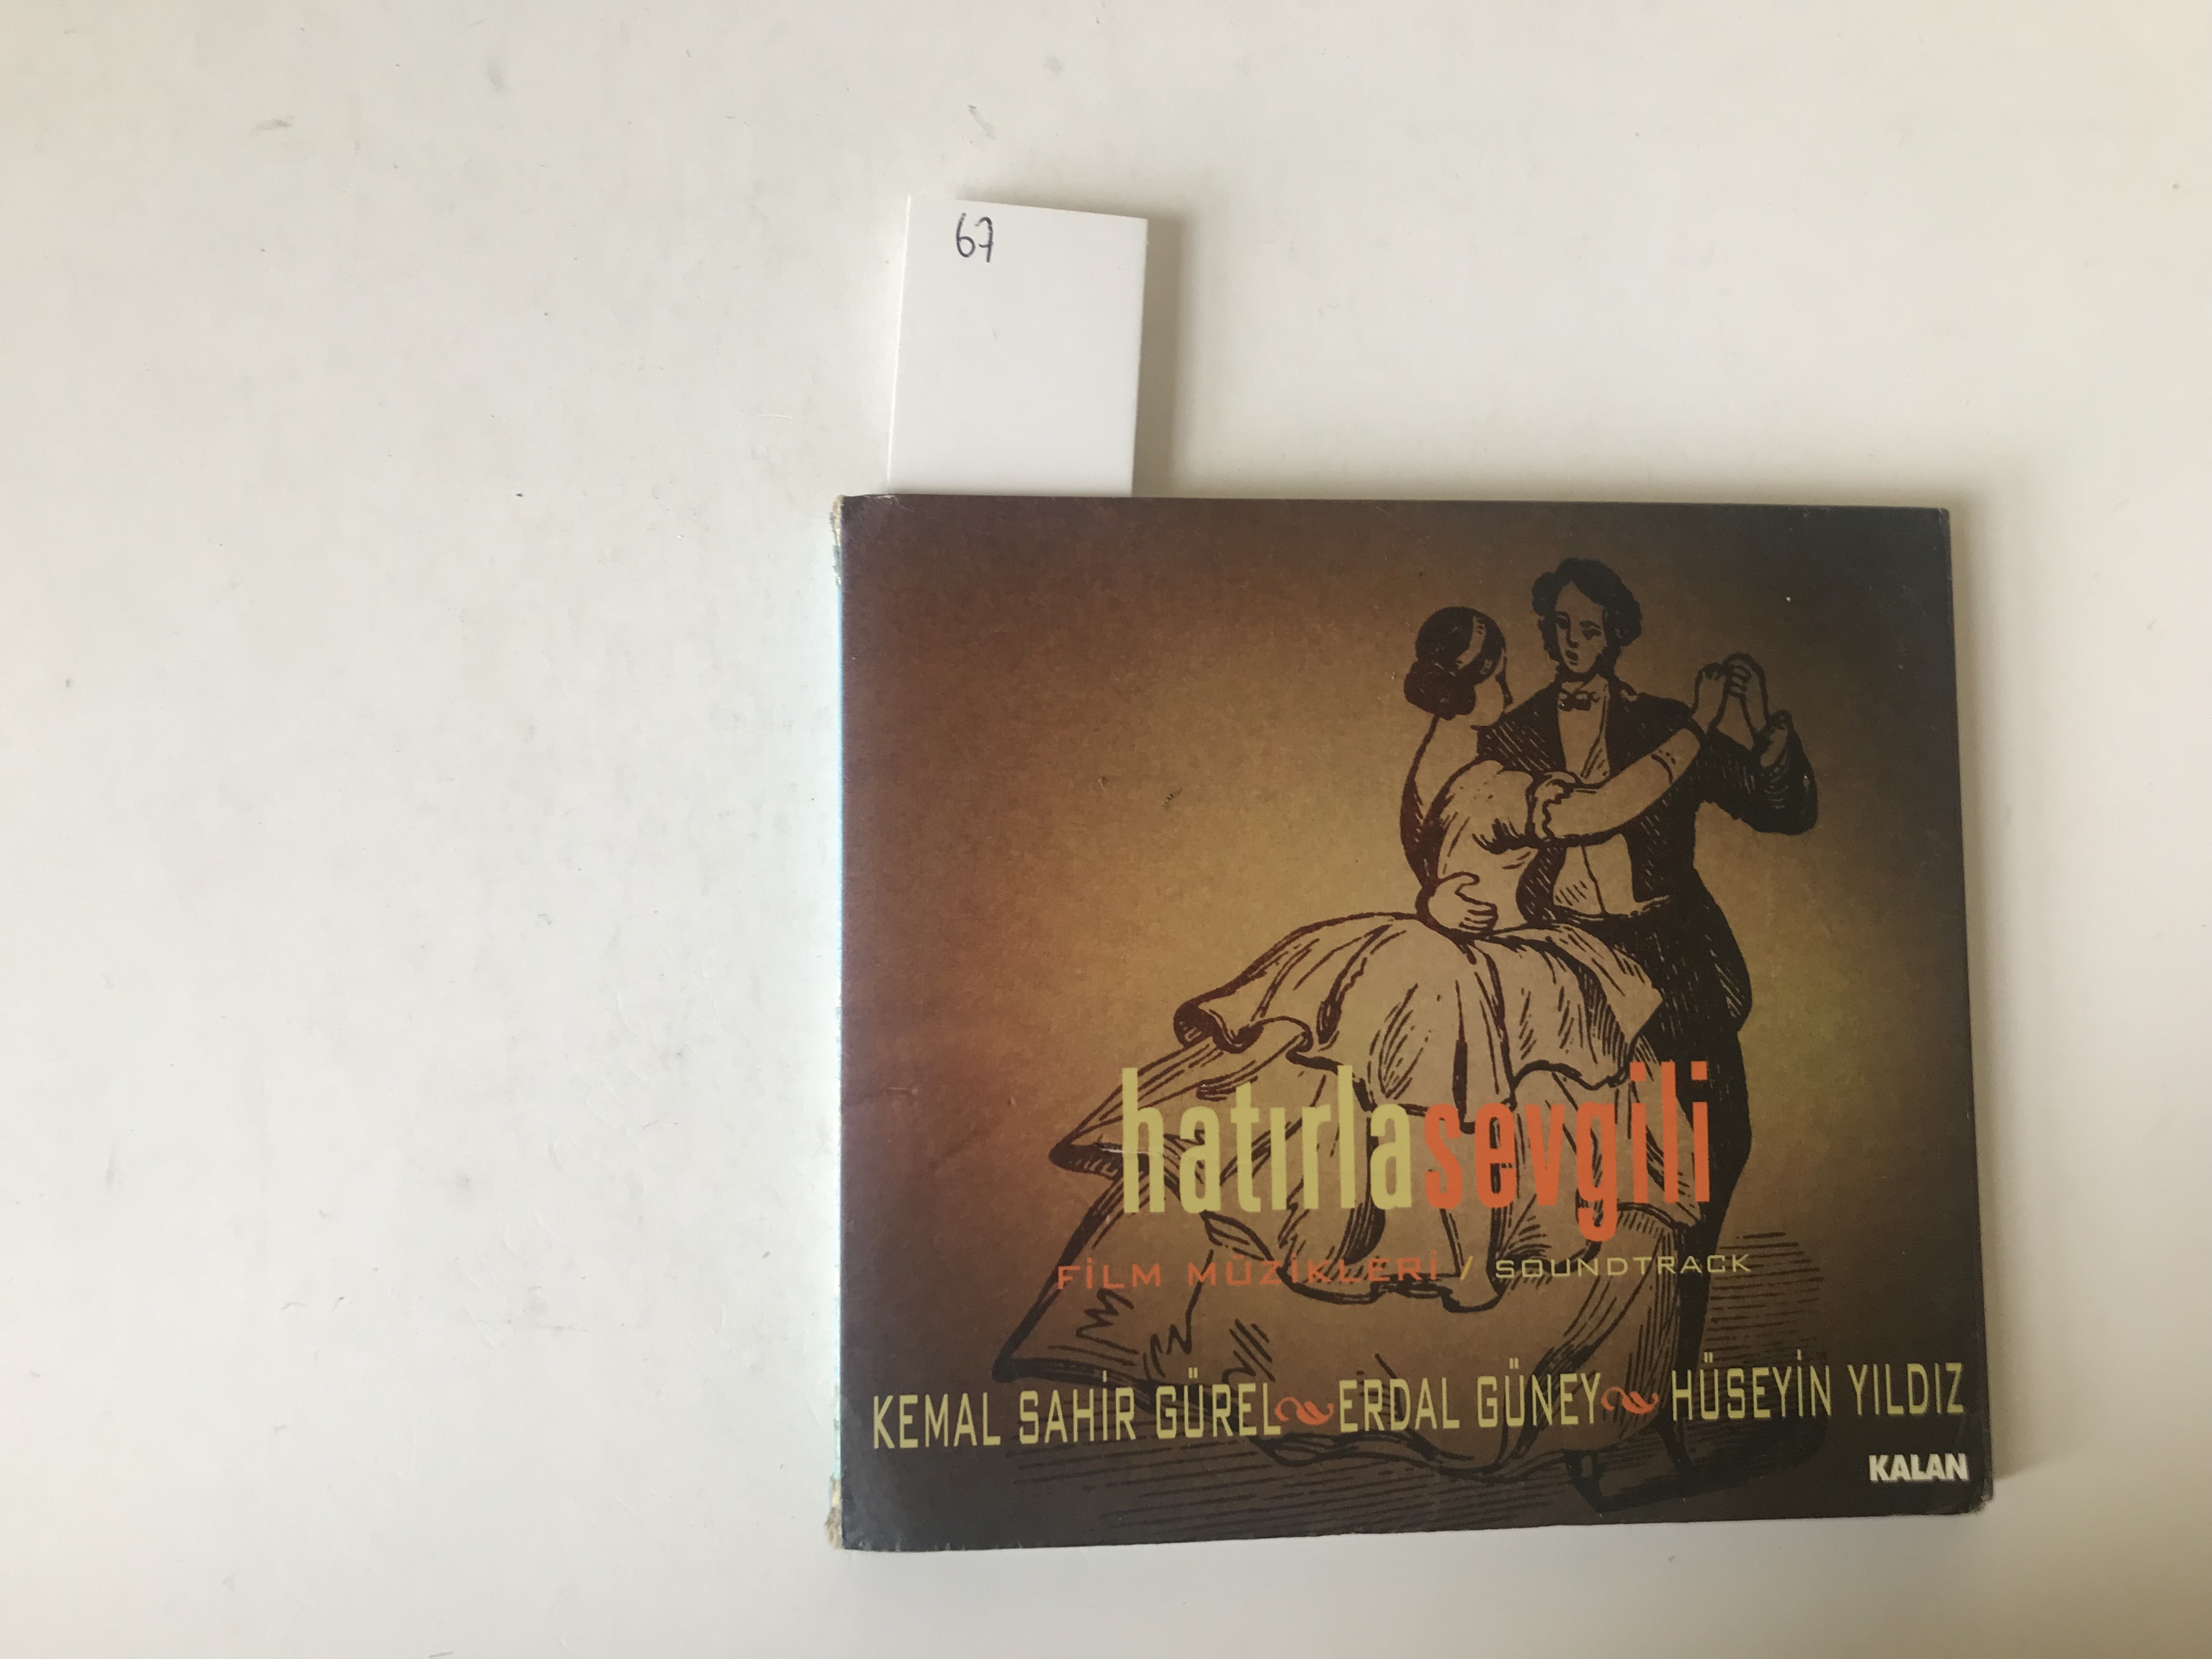 67
hatırlasevgili
FİLM MÜZİKLERİ / SOUNDTRACK
KEMAL SAHİR GÜREL ERDAL GÜNEY HÜSEYİN YILDIZ
KALAN